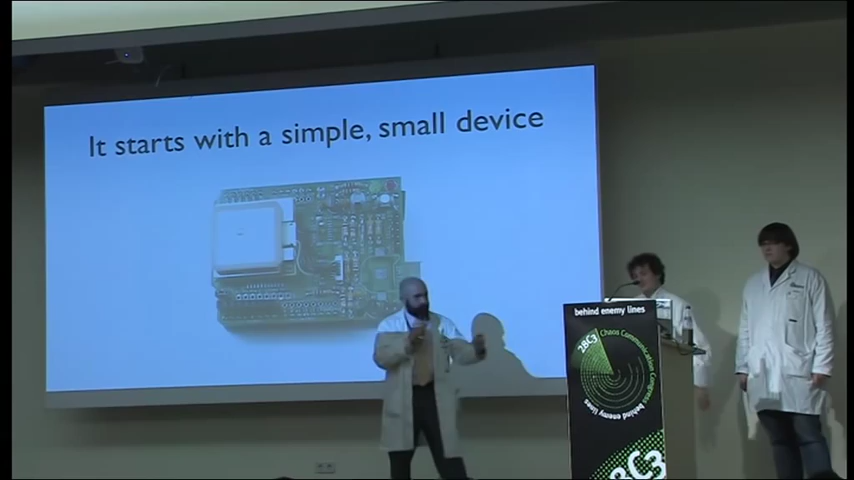 It starts with a simple, small device
behind enemy lines
28C3
Chaos Communication Congress
behind enemy lines
28C3